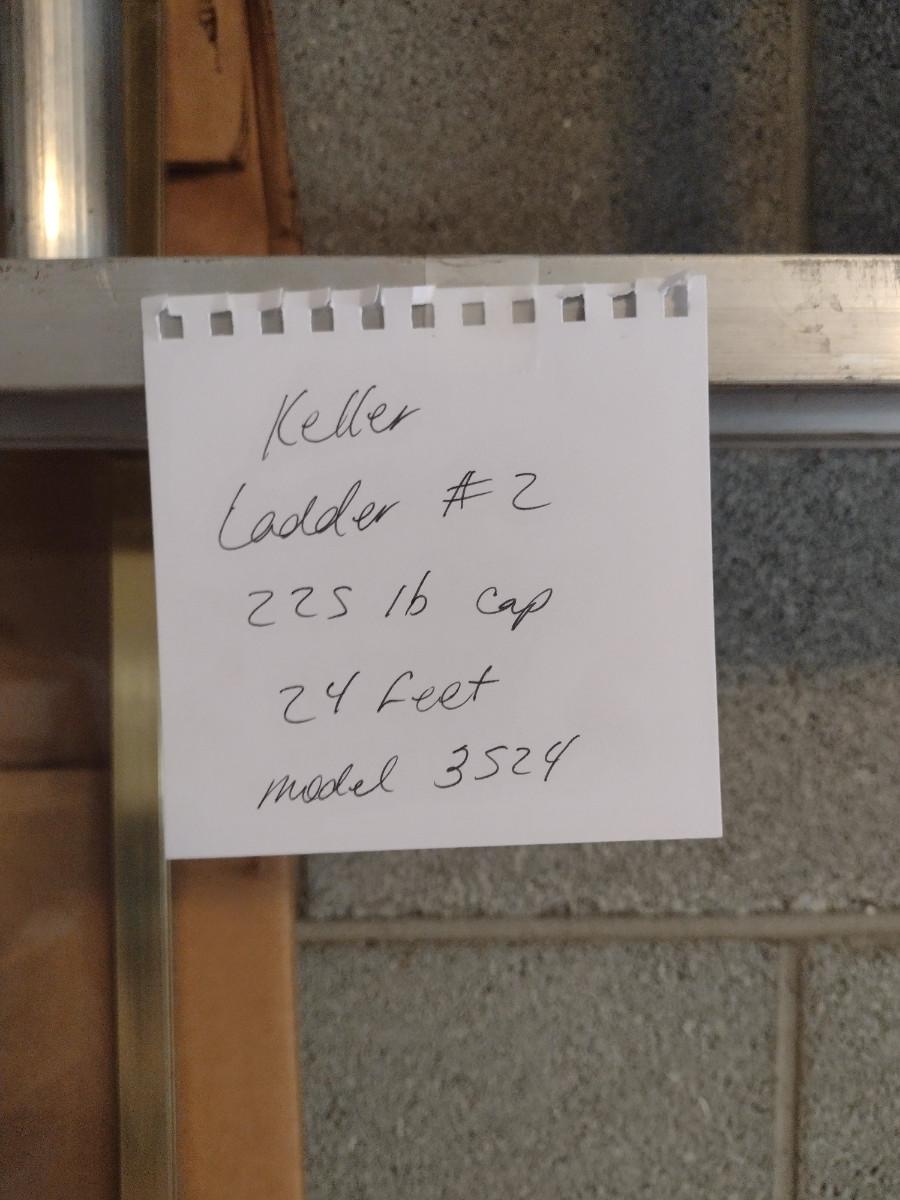 Keller
Ladder #2
225 lb cap
24 feet
model 3524